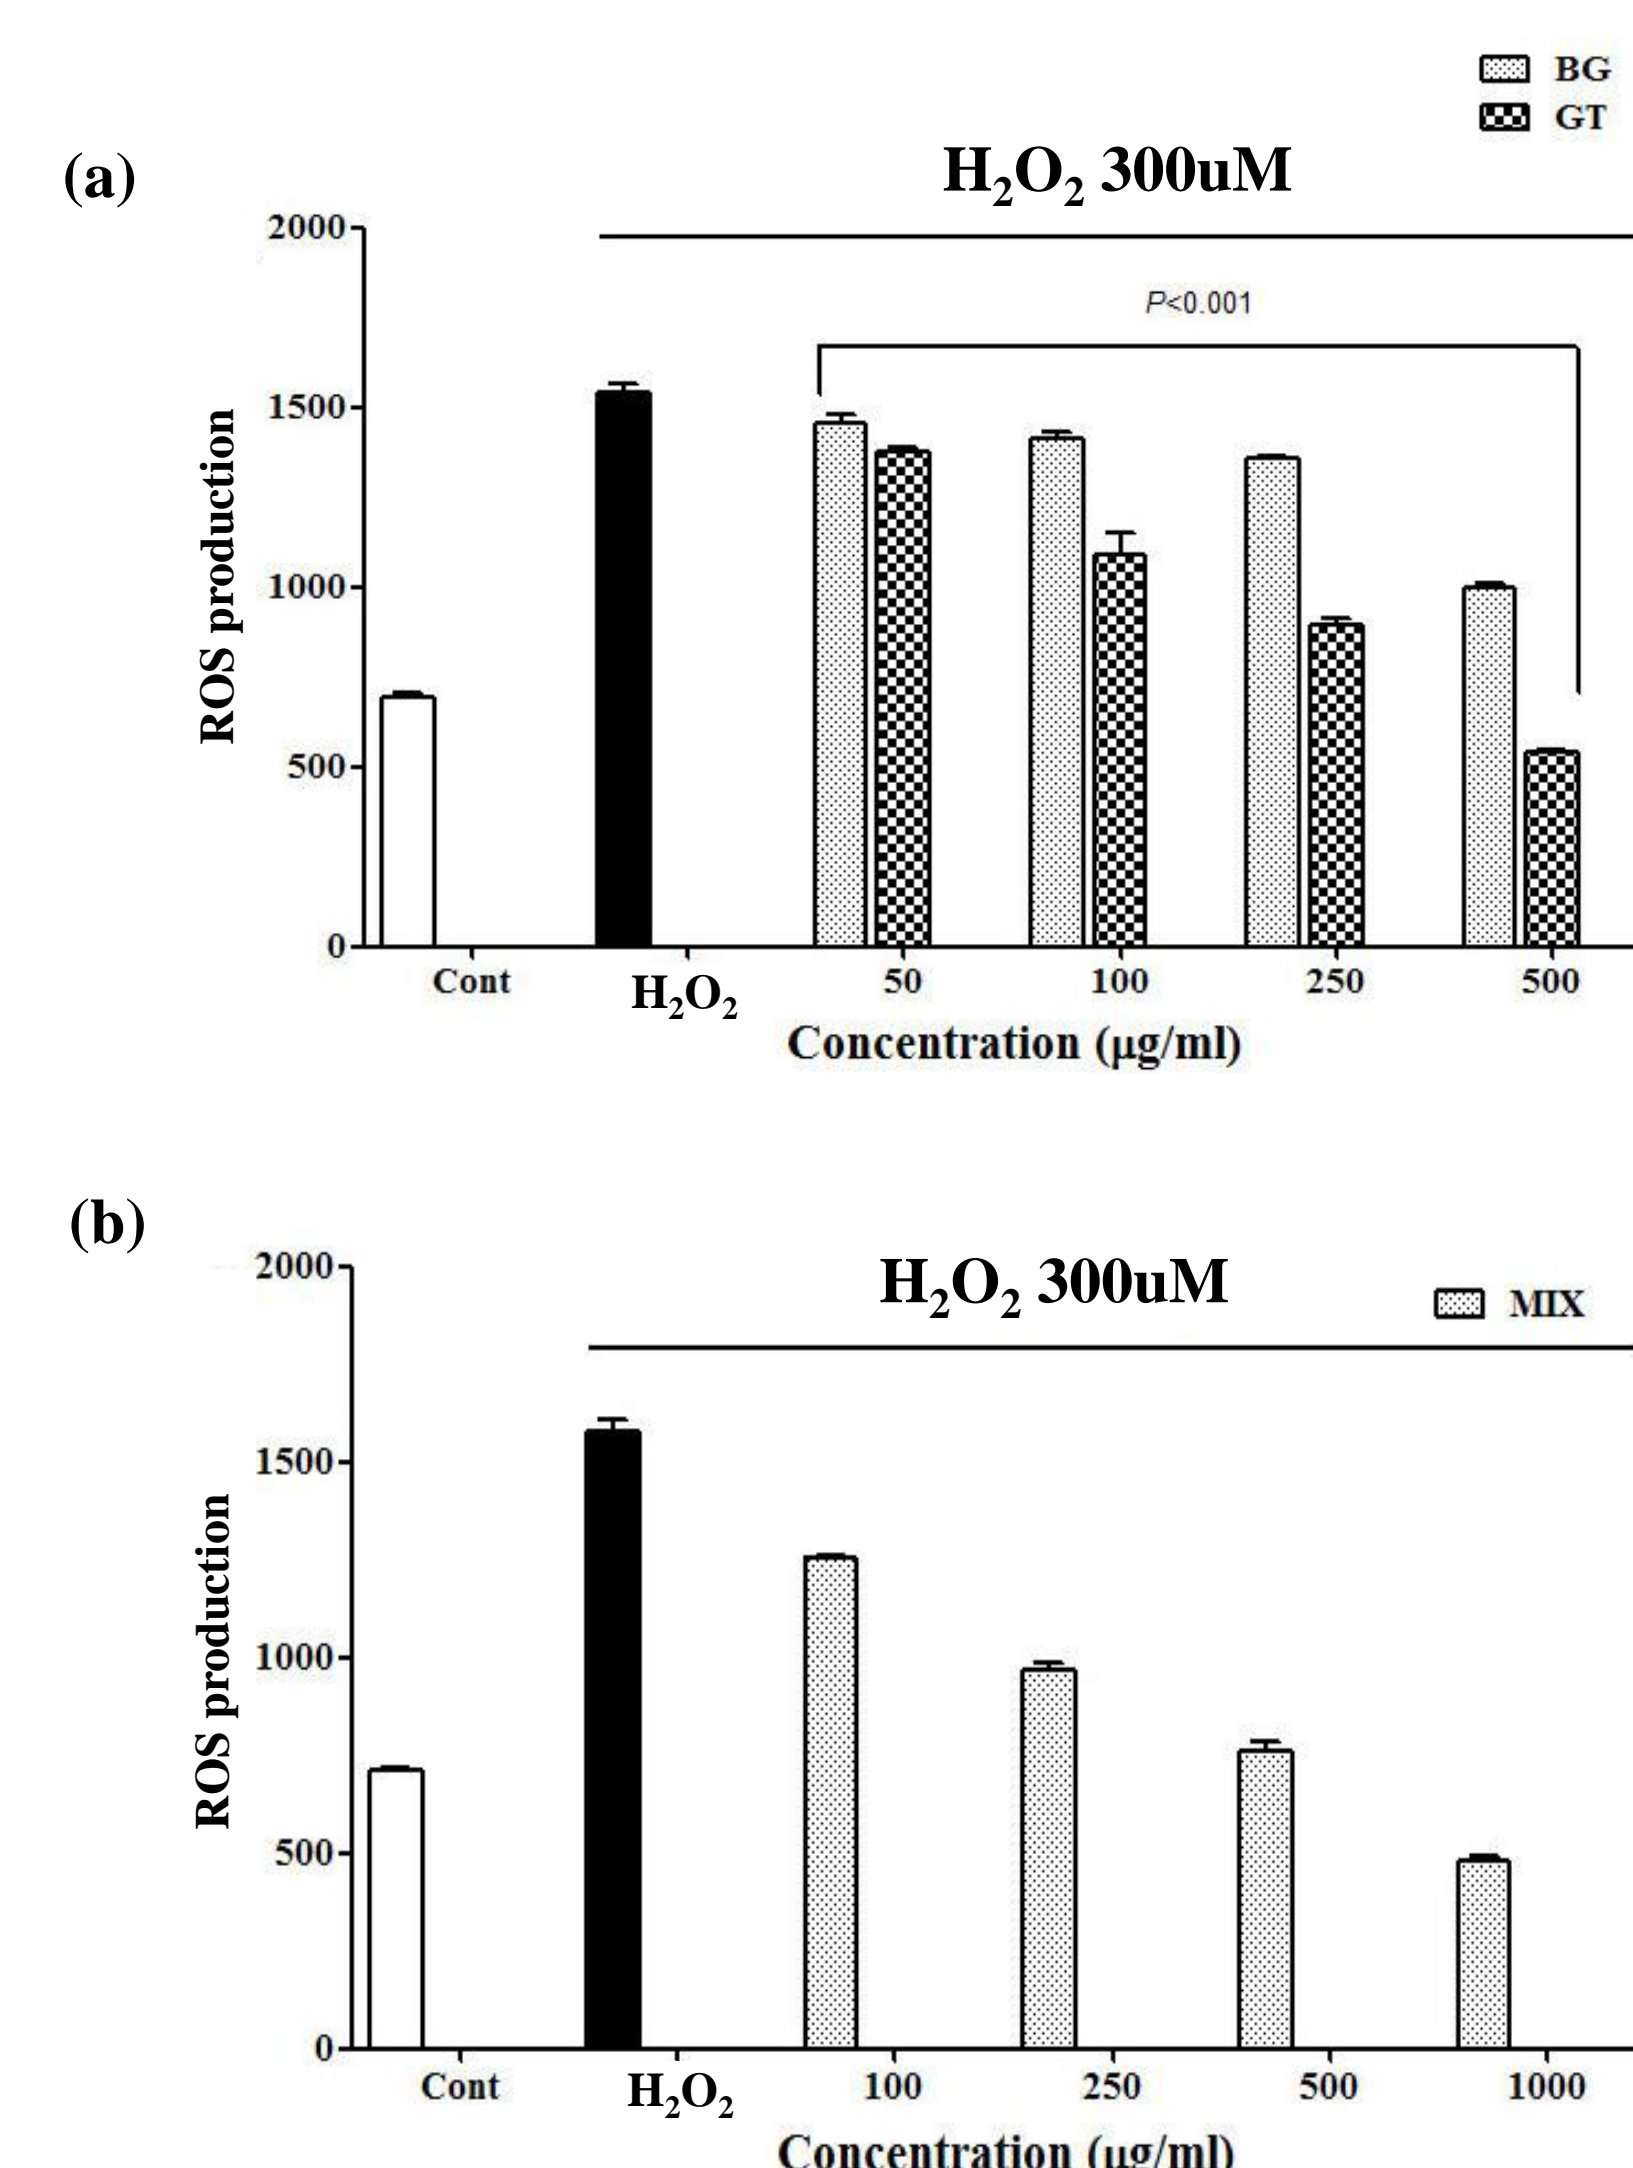 BG
GT
(a)
H₂O₂ 300uM
2000
P<0.001
1500
1000
500
0
ROS production
Cont
H₂O₂
50
100
250
500
Concentration (μg/ml)
(b)
H₂O₂ 300uM
MIX
2000
1500
1000
500
0
ROS production
Cont
H₂O₂
100
250
500
1000
Concentration (μg/ml)